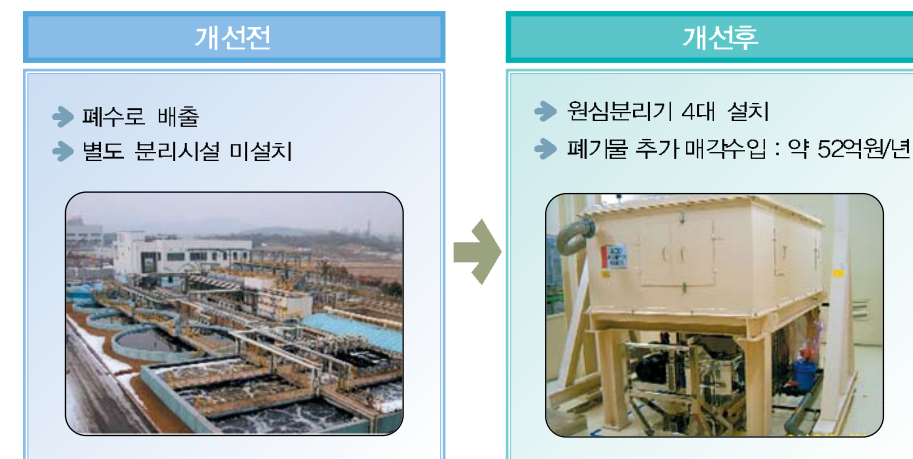 개선전
폐수로 배출
별도 분리시설 미설치
개선후
원심분리기 4대 설치
폐기물 추가 매각수입 : 약 52억원/년